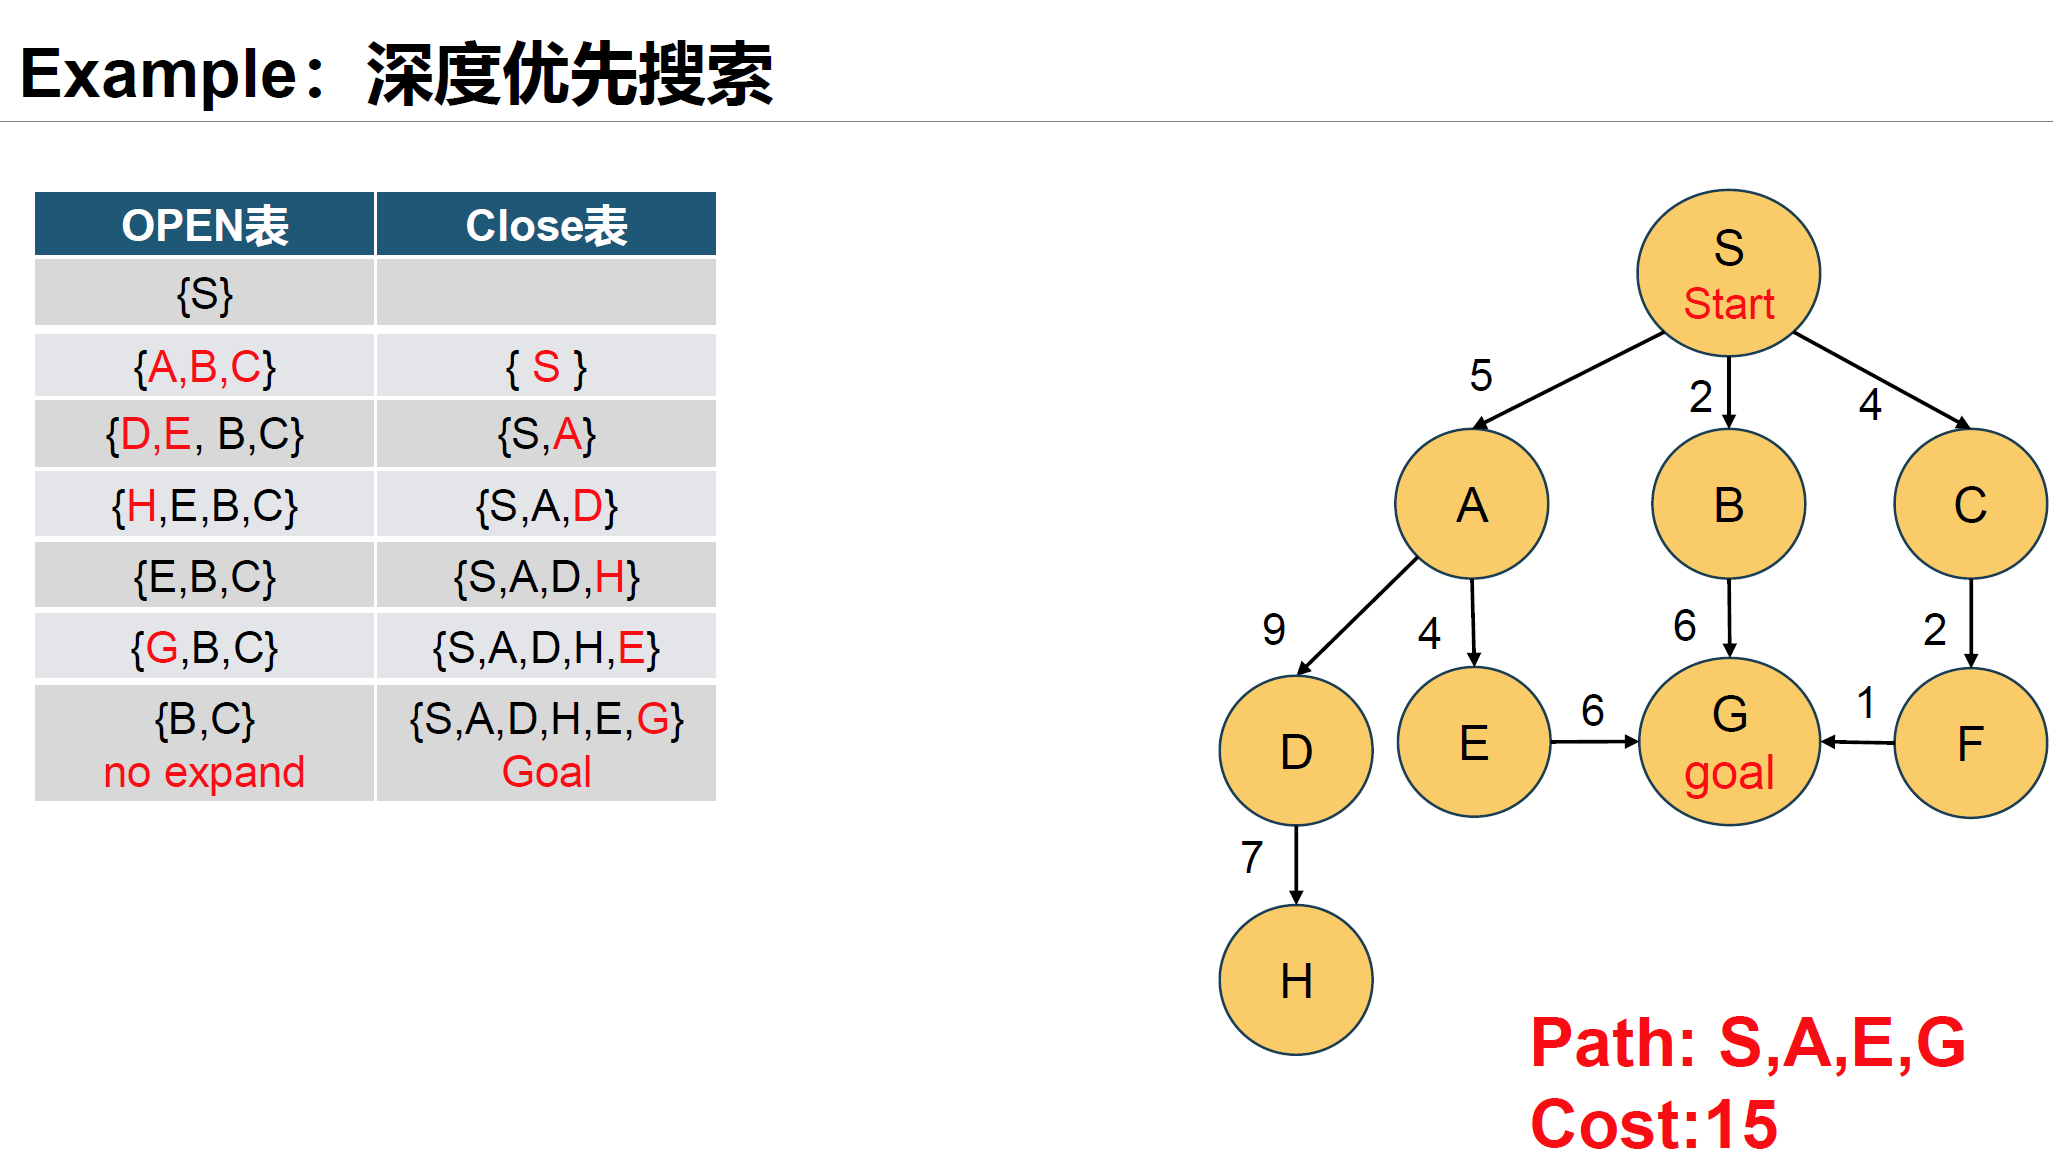 Example：深度优先搜索
OPEN表 Close表
{S}
{A,B,C} { S }
{D,E, B,C} {S,A}
{H,E,B,C} {S,A,D}
{E,B,C} {S,A,D,H}
{G,B,C} {S,A,D,H,E}
{B,C} {S,A,D,H,E,G}
no expand Goal
S
Start
5 2 4
A B C
9 4 6 2
D E 6 G 1 F
goal
7
H
Path: S,A,E,G
Cost:15